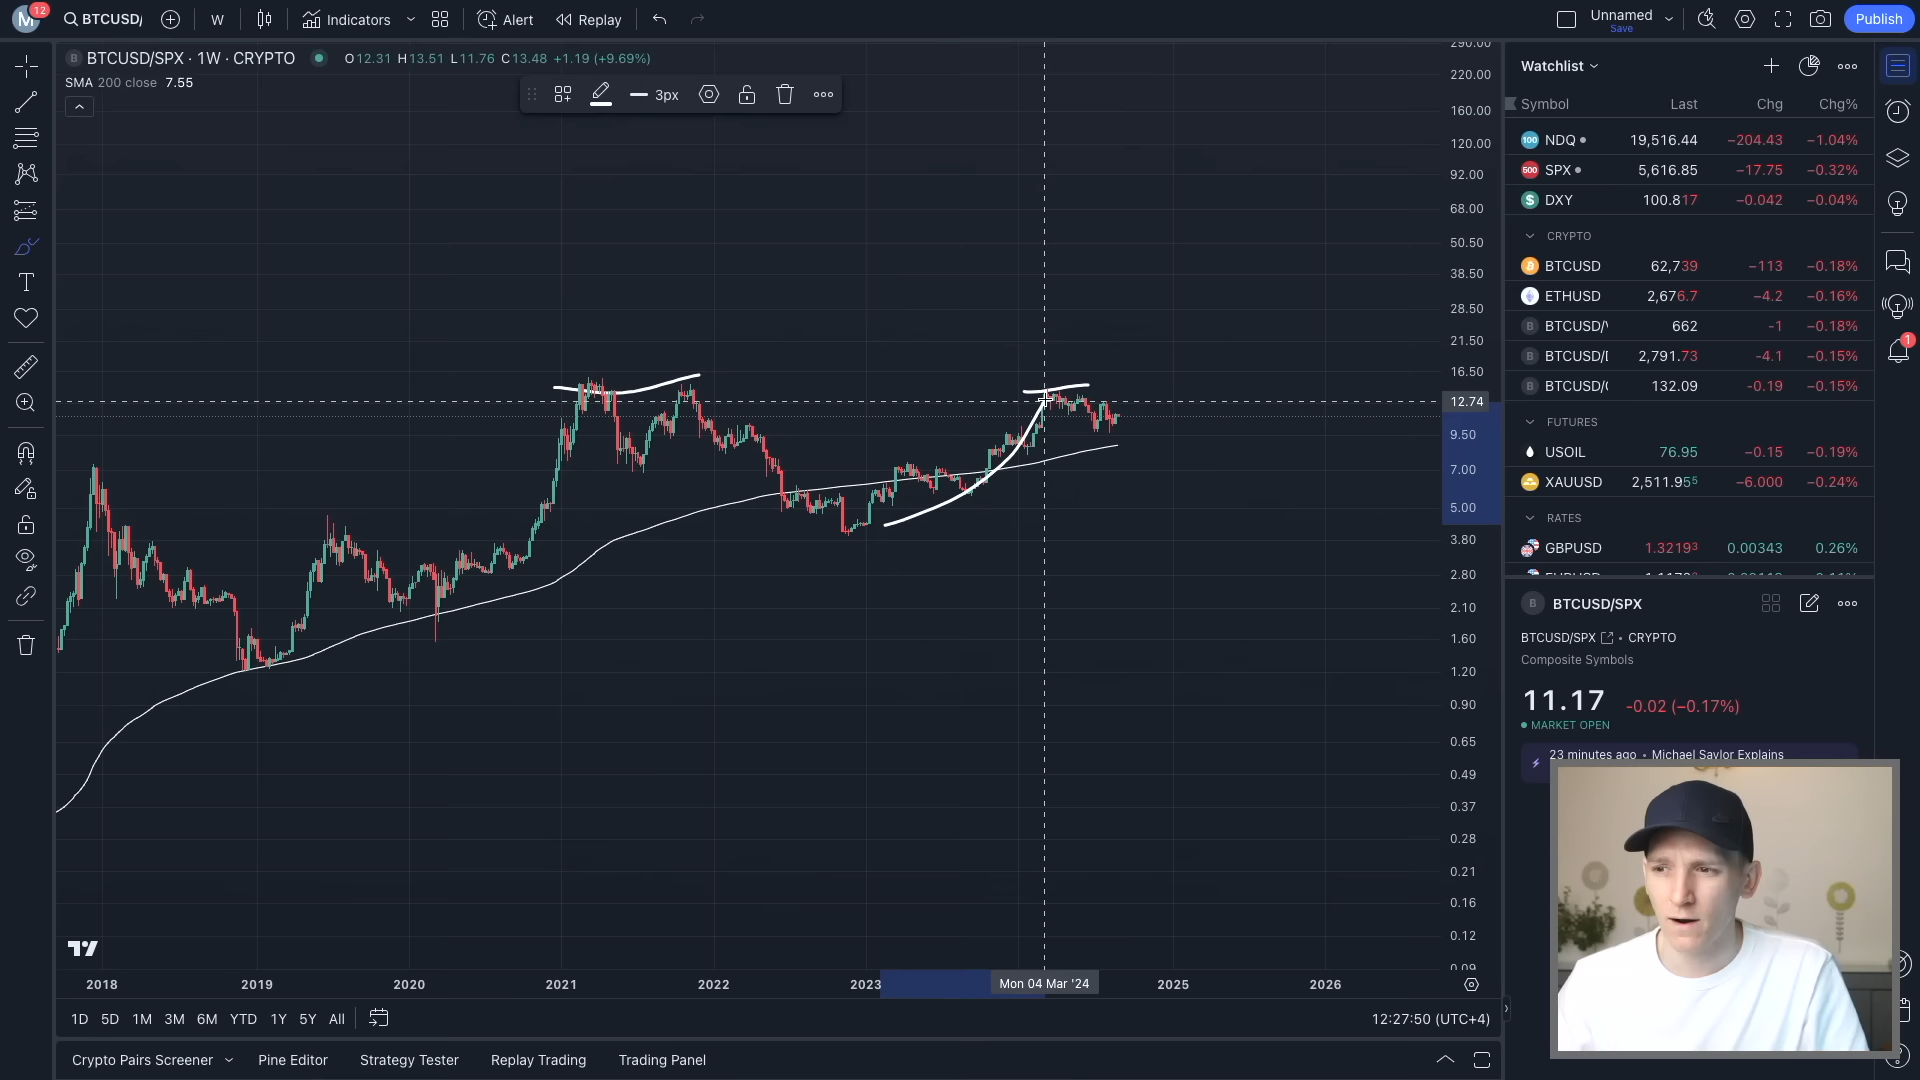 M 12 BTCUSD/ W Indicators Alert Replay Unnamed Save Publish
B BTCUSD/SPX · 1W · CRYPTO O12.31 H13.51 L11.76 C13.48 +1.19 (+9.69%)
SMA 200 close 7.55
3px
290.00
220.00
160.00
120.00
92.00
68.00
50.50
38.50
28.50
21.50
16.50
12.74
9.50
7.00
5.00
3.80
2.80
2.10
1.60
1.20
0.90
0.65
0.49
0.37
0.28
0.21
0.16
0.12
0.09
2018 2019 2020 2021 2022 2023 Mon 04 Mar '24 2025 2026
1D 5D 1M 3M 6M YTD 1Y 5Y All 12:27:50 (UTC+4)
Crypto Pairs Screener Pine Editor Strategy Tester Replay Trading Trading Panel
Watchlist
Symbol Last Chg Chg%
100 NDQ 19,516.44 −204.43 −1.04%
500 SPX 5,616.85 −17.75 −0.32%
$ DXY 100.817 −0.042 −0.04%
CRYPTO
BTCUSD 62,739 −113 −0.18%
ETHUSD 2,676.7 −4.2 −0.16%
B BTCUSD/ 662 −1 −0.18%
B BTCUSD/ 2,791.73 −4.1 −0.15%
B BTCUSD/ 132.09 −0.19 −0.15%
FUTURES
USOIL 76.95 −0.15 −0.19%
XAUUSD 2,511.955 −6.000 −0.24%
RATES
GBPUSD 1.32193 0.00343 0.26%
B BTCUSD/SPX
BTCUSD/SPX • CRYPTO
Composite Symbols
11.17 -0.02 (−0.17%)
MARKET OPEN
23 minutes ago • Michael Saylor Explains
1